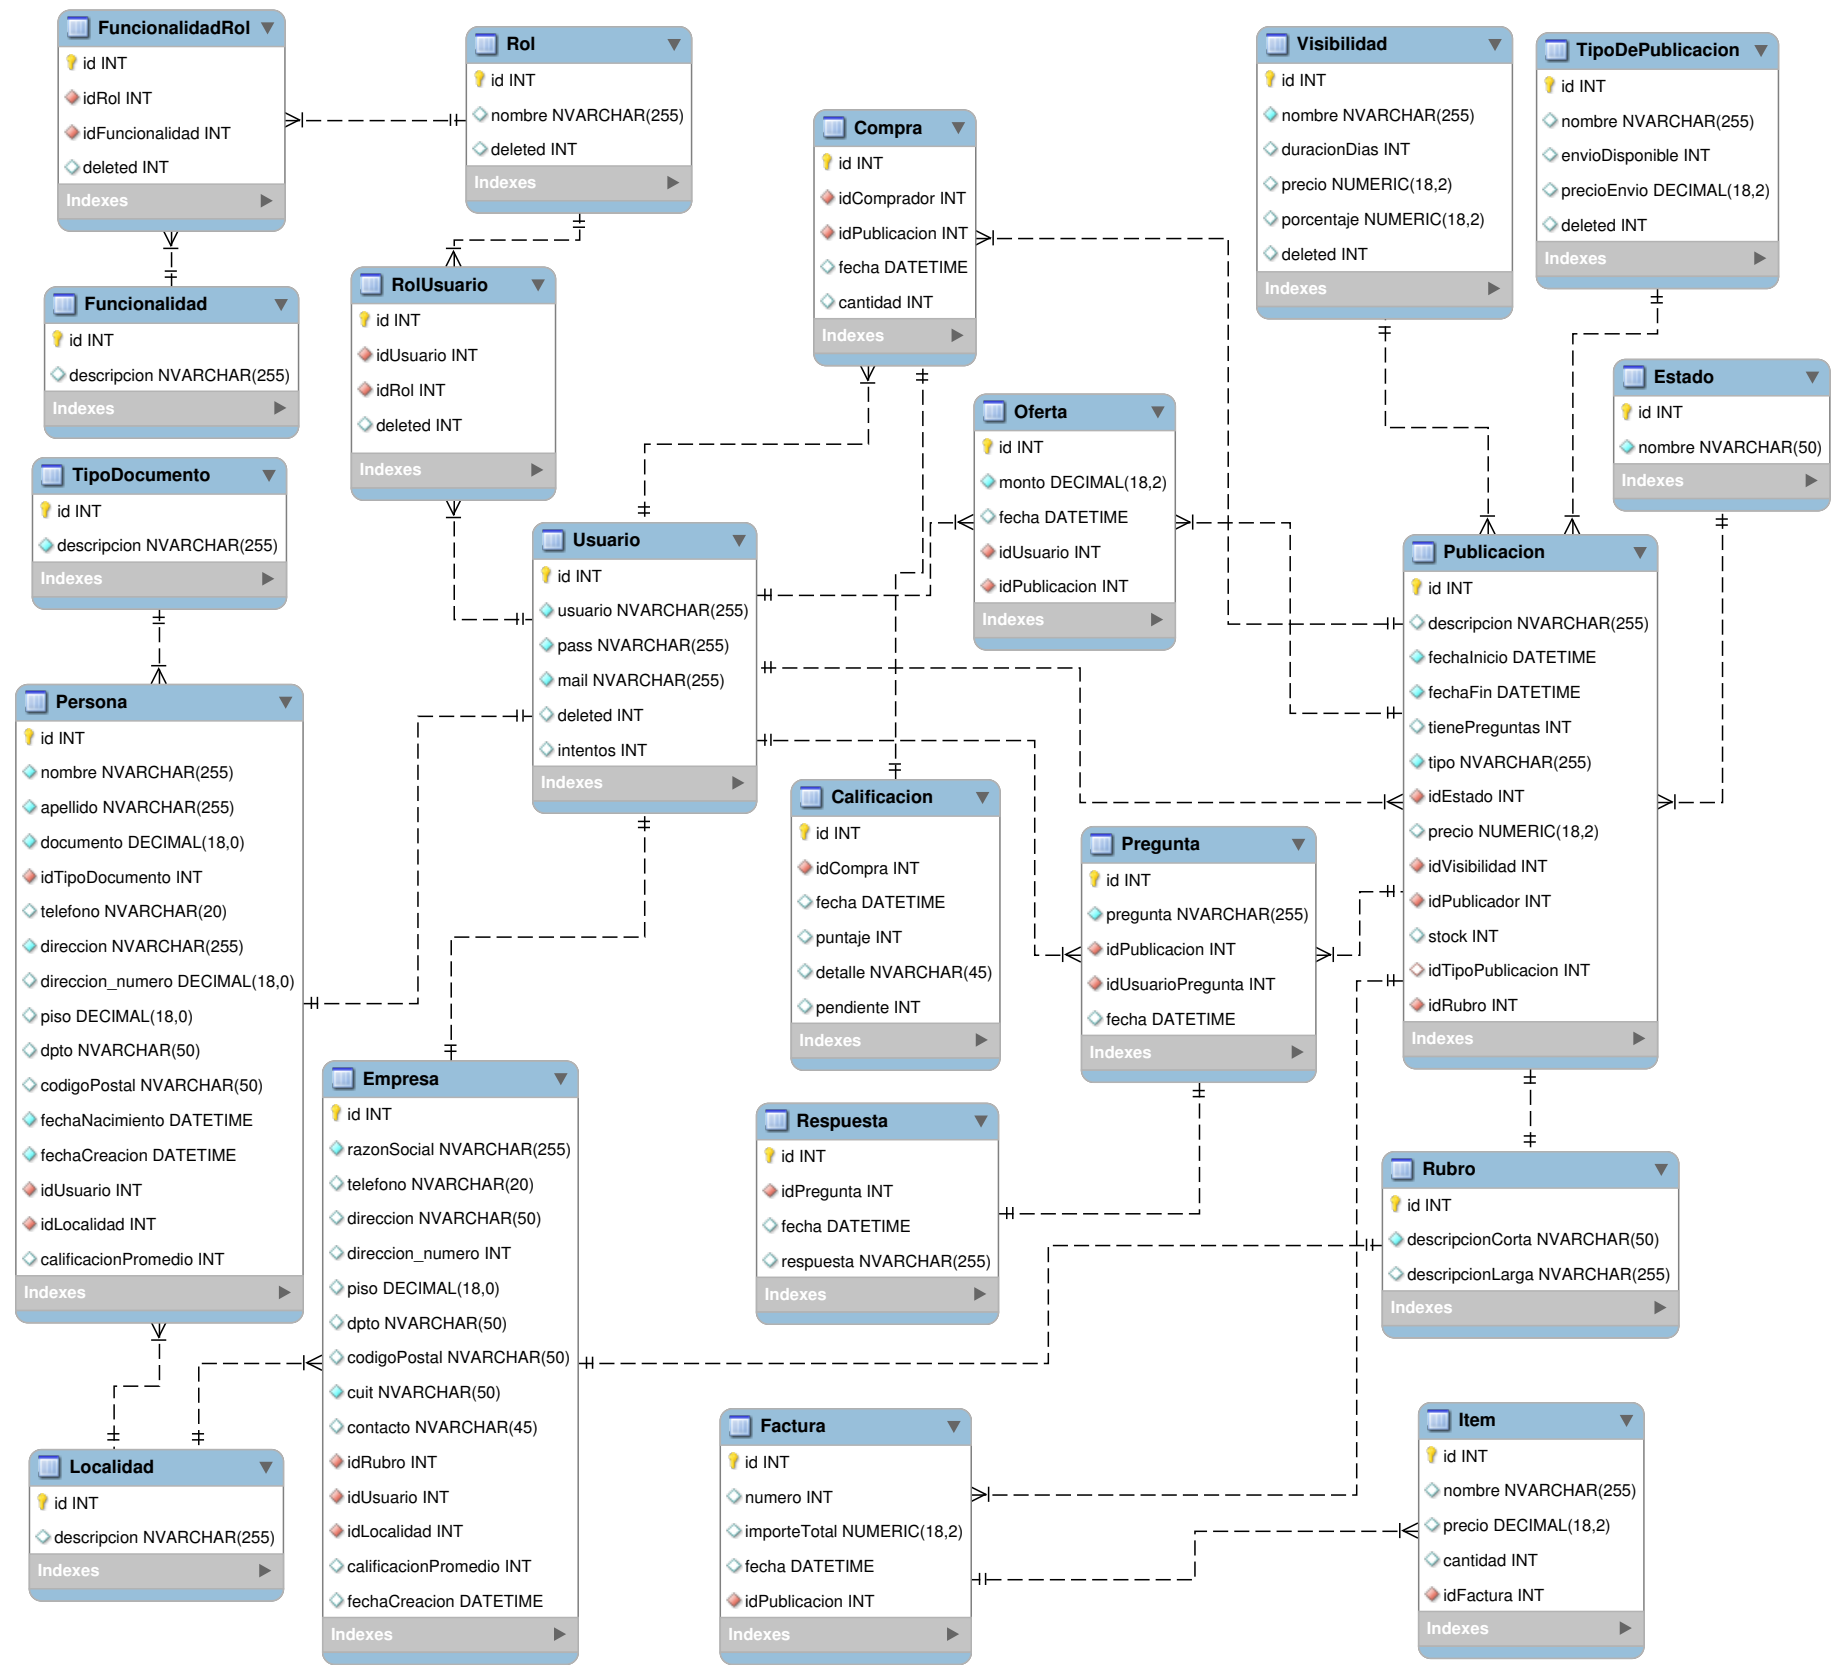 FuncionalidadRol
id INT
idRol INT
idFuncionalidad INT
deleted INT
Indexes
Rol
id INT
nombre NVARCHAR(255)
deleted INT
Indexes
Compra
id INT
idComprador INT
idPublicacion INT
fecha DATETIME
cantidad INT
Indexes
Visibilidad
id INT
nombre NVARCHAR(255)
duracionDias INT
precio NUMERIC(18,2)
porcentaje NUMERIC(18,2)
deleted INT
Indexes
TipoDePublicacion
id INT
nombre NVARCHAR(255)
envioDisponible INT
precioEnvio DECIMAL(18,2)
deleted INT
Indexes
Funcionalidad
id INT
descripcion NVARCHAR(255)
Indexes
RolUsuario
id INT
idUsuario INT
idRol INT
deleted INT
Indexes
Oferta
id INT
monto DECIMAL(18,2)
fecha DATETIME
idUsuario INT
idPublicacion INT
Indexes
Estado
id INT
nombre NVARCHAR(50)
Indexes
TipoDocumento
id INT
descripcion NVARCHAR(255)
Indexes
Usuario
id INT
usuario NVARCHAR(255)
pass NVARCHAR(255)
mail NVARCHAR(255)
deleted INT
intentos INT
Indexes
Publicacion
id INT
descripcion NVARCHAR(255)
fechaInicio DATETIME
fechaFin DATETIME
tienePreguntas INT
tipo NVARCHAR(255)
idEstado INT
precio NUMERIC(18,2)
idVisibilidad INT
idPublicador INT
stock INT
idTipoPublicacion INT
idRubro INT
Indexes
Persona
id INT
nombre NVARCHAR(255)
apellido NVARCHAR(255)
documento DECIMAL(18,0)
idTipoDocumento INT
telefono NVARCHAR(20)
direccion NVARCHAR(255)
direccion_numero DECIMAL(18,0)
piso DECIMAL(18,0)
dpto NVARCHAR(50)
codigoPostal NVARCHAR(50)
fechaNacimiento DATETIME
fechaCreacion DATETIME
idUsuario INT
idLocalidad INT
calificacionPromedio INT
Indexes
Calificacion
id INT
idCompra INT
fecha DATETIME
puntaje INT
detalle NVARCHAR(45)
pendiente INT
Indexes
Pregunta
id INT
pregunta NVARCHAR(255)
idPublicacion INT
idUsuarioPregunta INT
fecha DATETIME
Indexes
Empresa
id INT
razonSocial NVARCHAR(255)
telefono NVARCHAR(20)
direccion NVARCHAR(50)
direccion_numero INT
piso DECIMAL(18,0)
dpto NVARCHAR(50)
codigoPostal NVARCHAR(50)
cuit NVARCHAR(50)
contacto NVARCHAR(45)
idRubro INT
idUsuario INT
idLocalidad INT
calificacionPromedio INT
fechaCreacion DATETIME
Indexes
Respuesta
id INT
idPregunta INT
fecha DATETIME
respuesta NVARCHAR(255)
Indexes
Rubro
id INT
descripcionCorta NVARCHAR(50)
descripcionLarga NVARCHAR(255)
Indexes
Localidad
id INT
descripcion NVARCHAR(255)
Indexes
Factura
id INT
numero INT
importeTotal NUMERIC(18,2)
fecha DATETIME
idPublicacion INT
Indexes
Item
id INT
nombre NVARCHAR(255)
precio DECIMAL(18,2)
cantidad INT
idFactura INT
Indexes